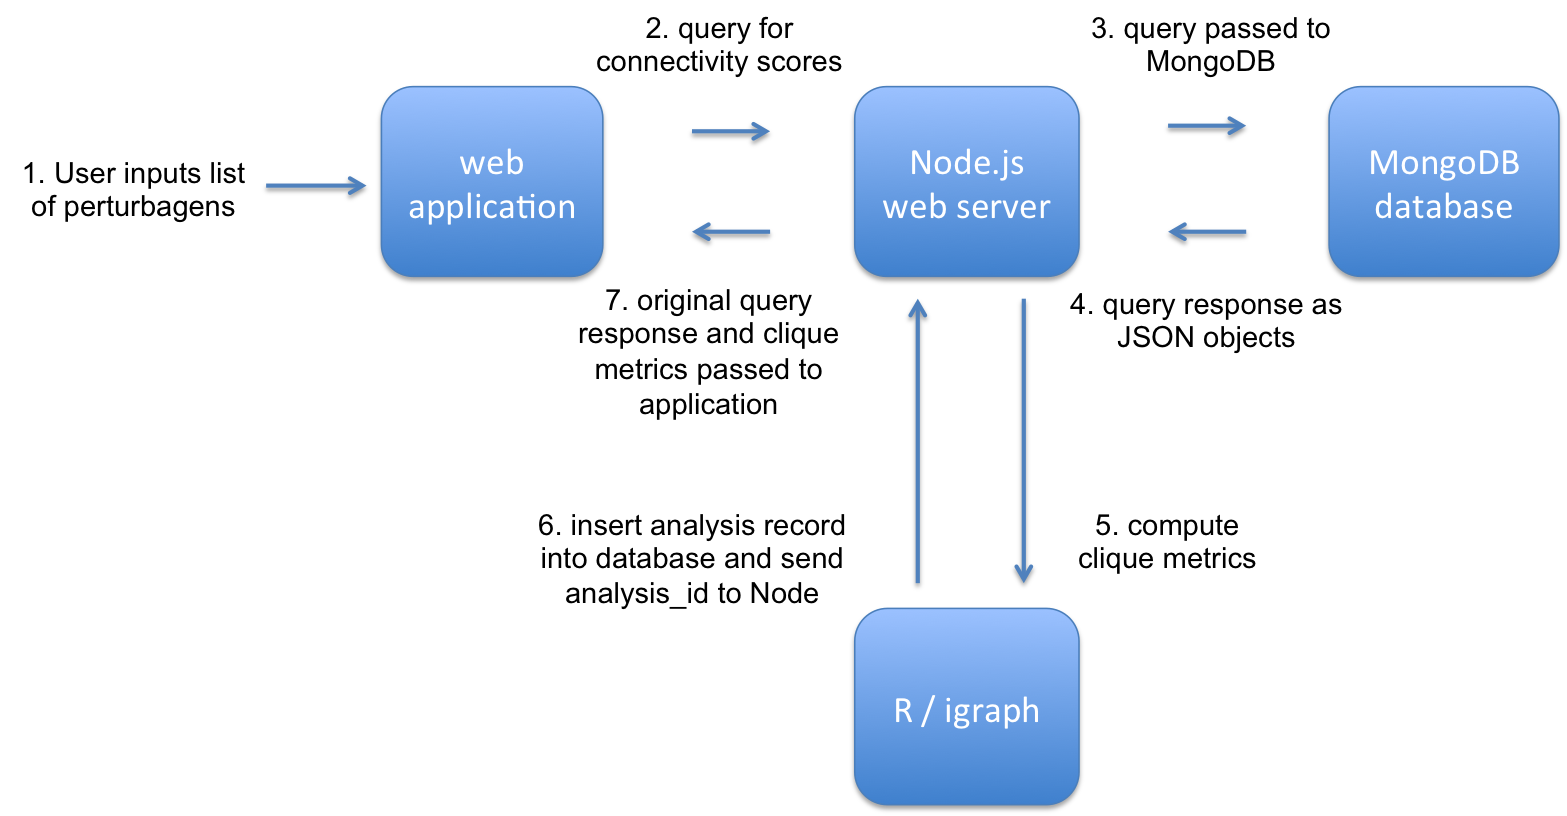 1. User inputs list
of perturbagens
web
application
2. query for
connectivity scores
Node.js
web server
3. query passed to
MongoDB
MongoDB
database
4. query response as
JSON objects
5. compute
clique metrics
R / igraph
6. insert analysis record
into database and send
analysis_id to Node
7. original query
response and clique
metrics passed to
application